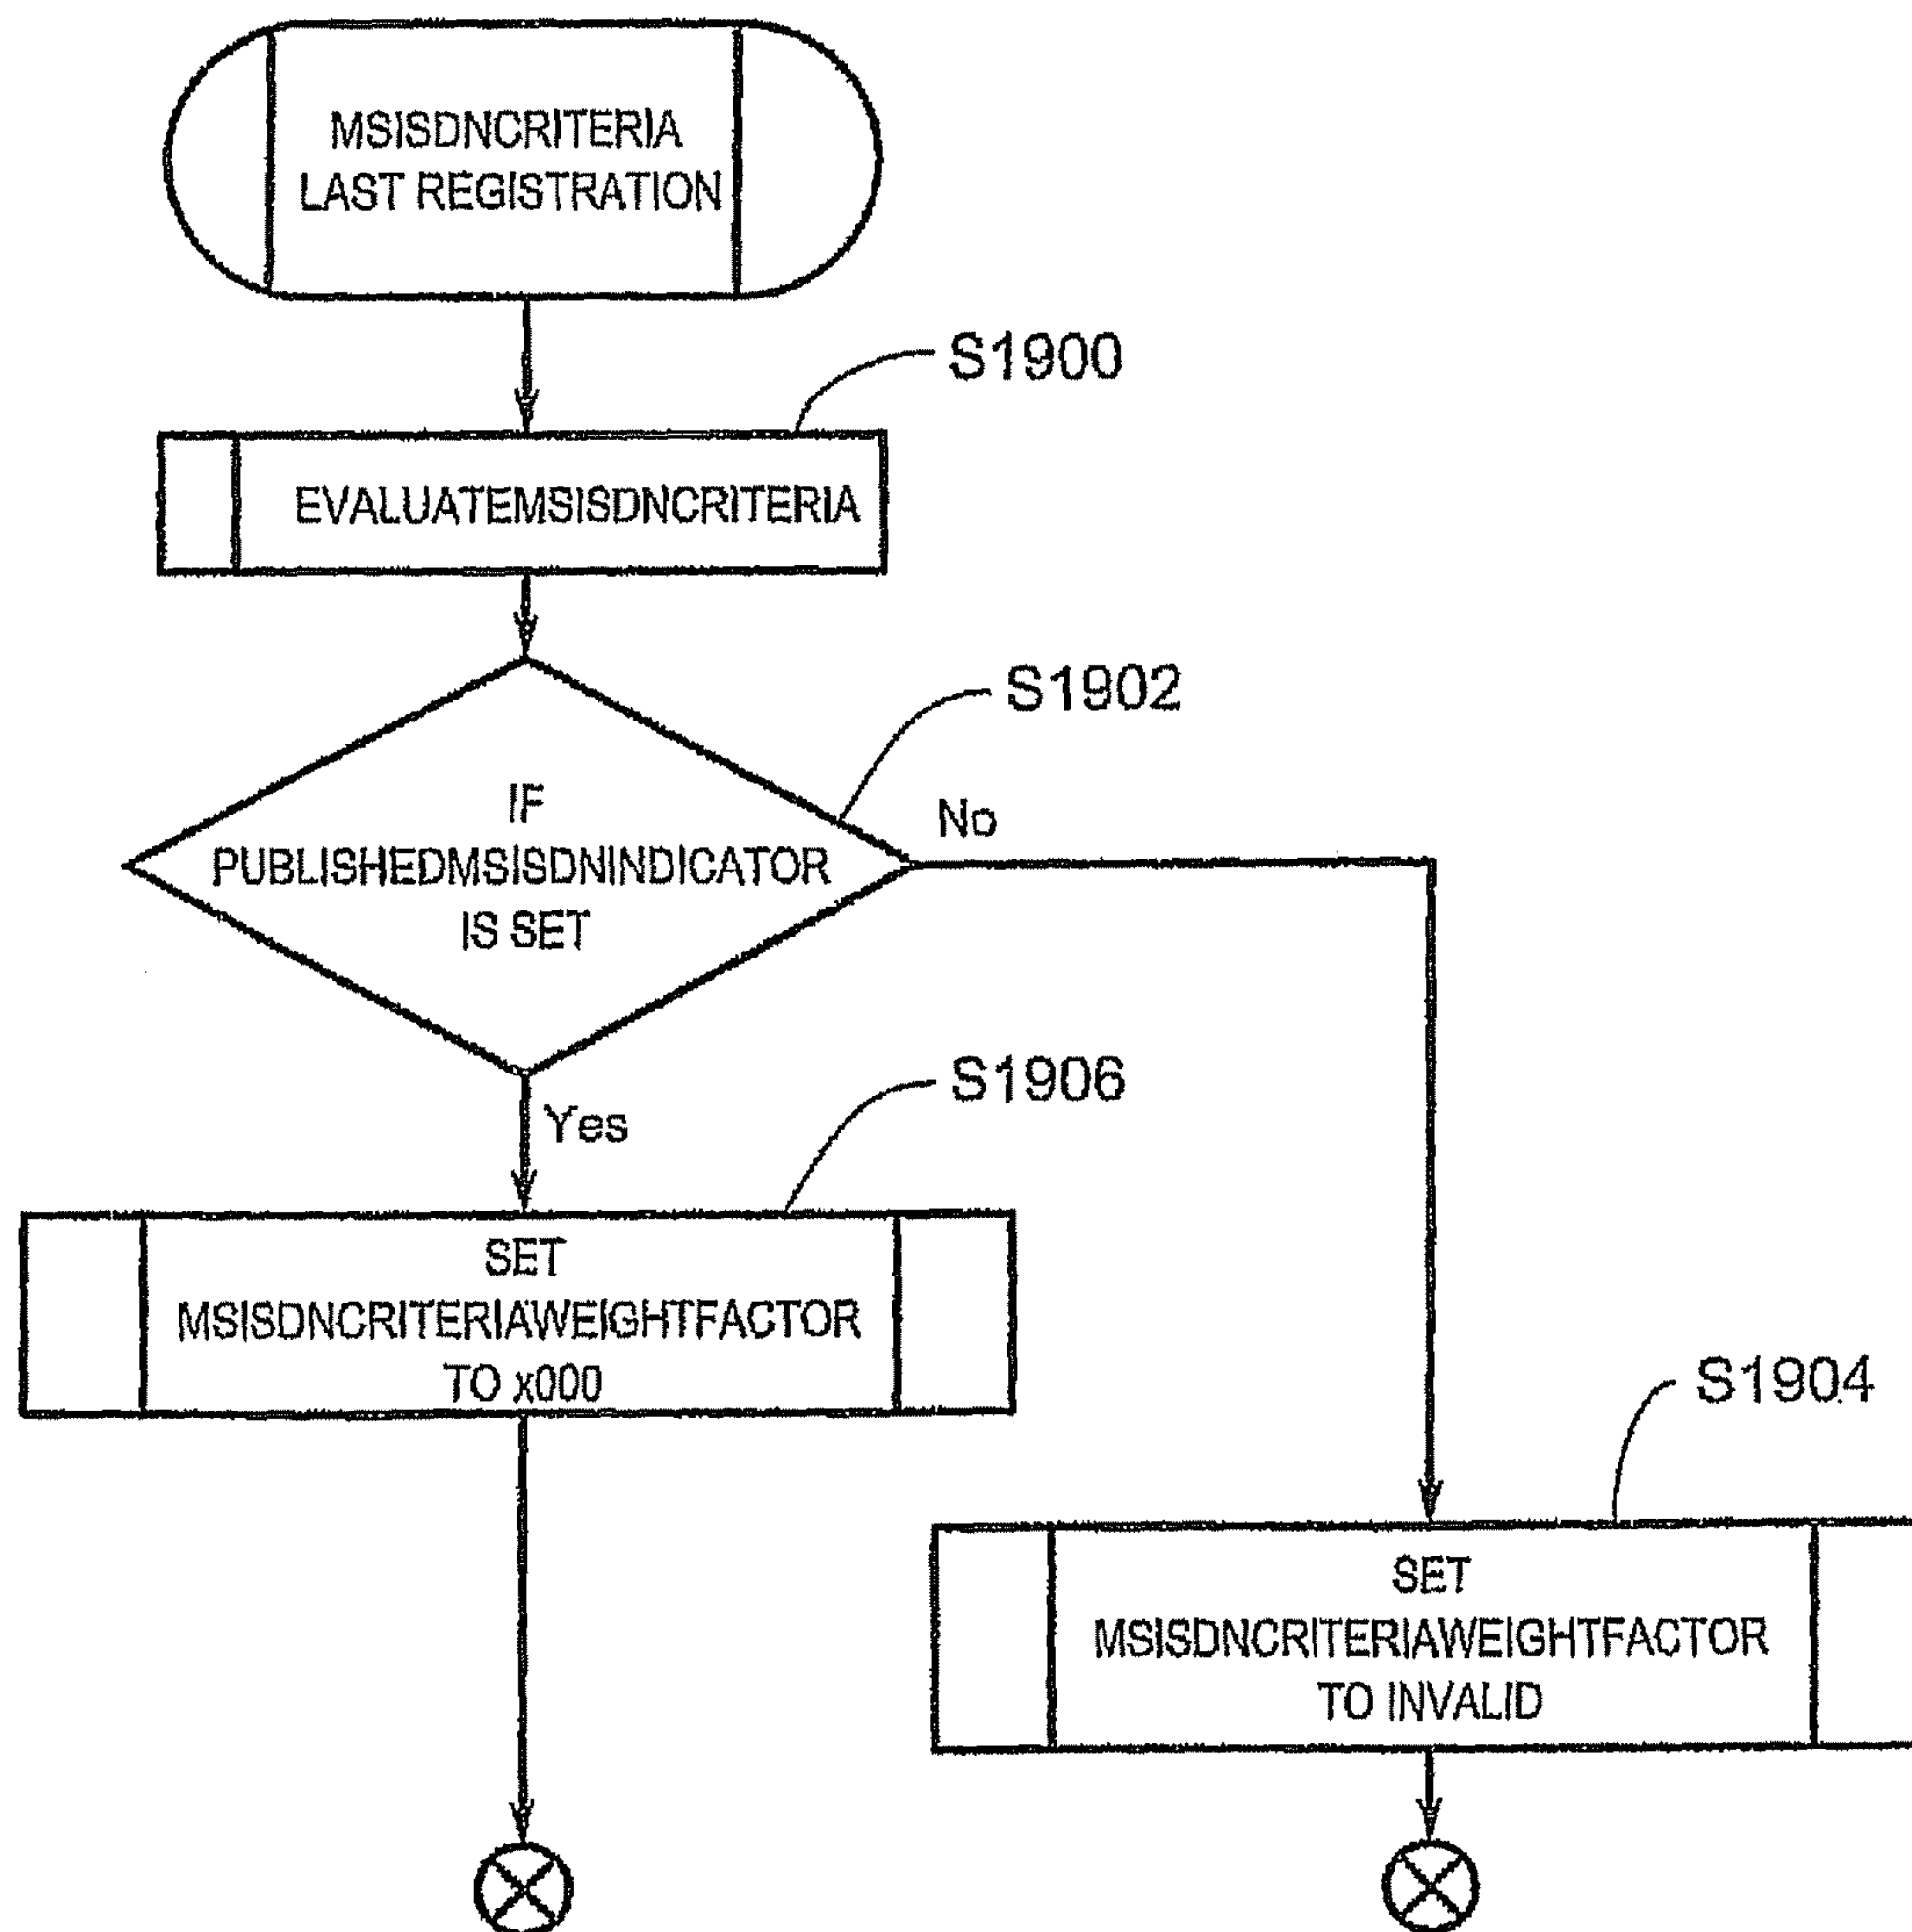 MSISDNCRITERIA
LAST REGISTRATION
S1900
EVALUATEMSISDNCRITERIA
S1902
IF
PUBLISHEDMSISDNINDICATOR
IS SET
No
Yes
S1906
SET
MSISDNCRITERIAWEIGHTFACTOR
TO x000
S1904
SET
MSISDNCRITERIAWEIGHTFACTOR
TO INVALID